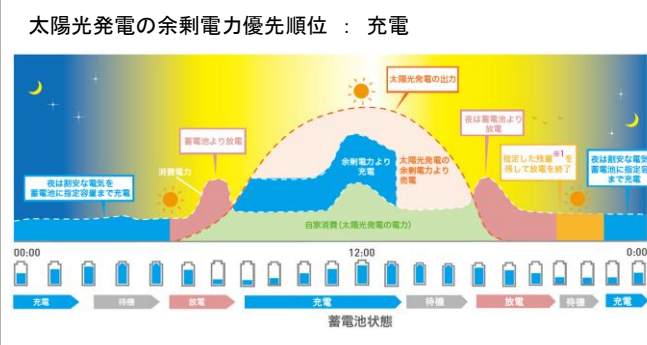 太陽光発電の余剰電力優先順位 : 充電
太陽光発電の出力
蓄電池より放電
夜は蓄電池より
放電
消費電力
余剰電力より
充電
太陽光発電の
余剰電力より
売電
指定した残量※1を
残して放電を終了
夜は割安な電気を
蓄電池に指定容量まで充電
夜は割安な電気
蓄電池に指定容
まで充電
自家消費(太陽光発電の電力)
00:00
12:00
0:00
充電
待機
放電
充電
待機
放電
待機
充電
蓄電池状態